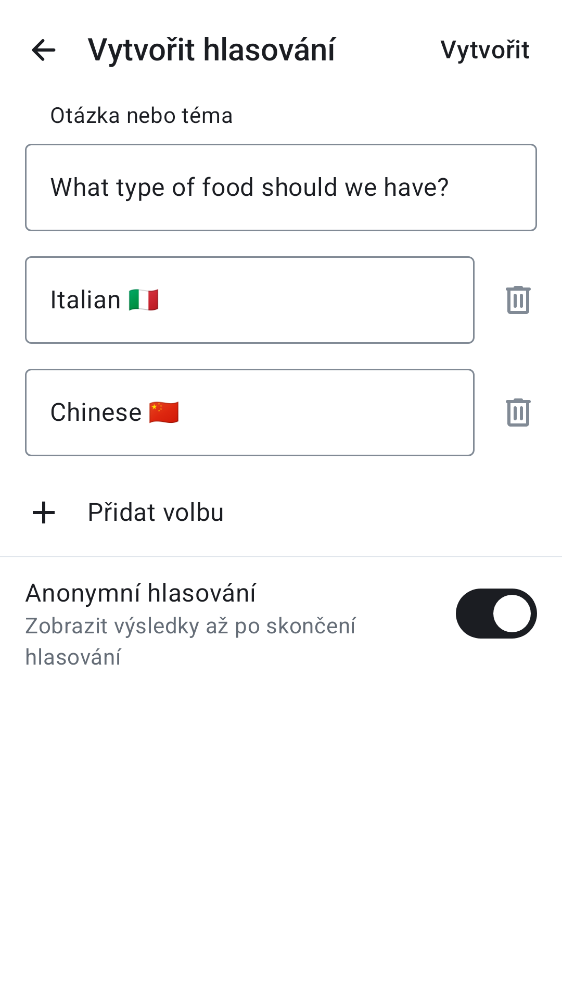 Vytvořit hlasování
Vytvořit
Otázka nebo téma
What type of food should we have?
Italian 🇮🇹
Chinese 🇨🇳
Přidat volbu
Anonymní hlasování
Zobrazit výsledky až po skončení
hlasování